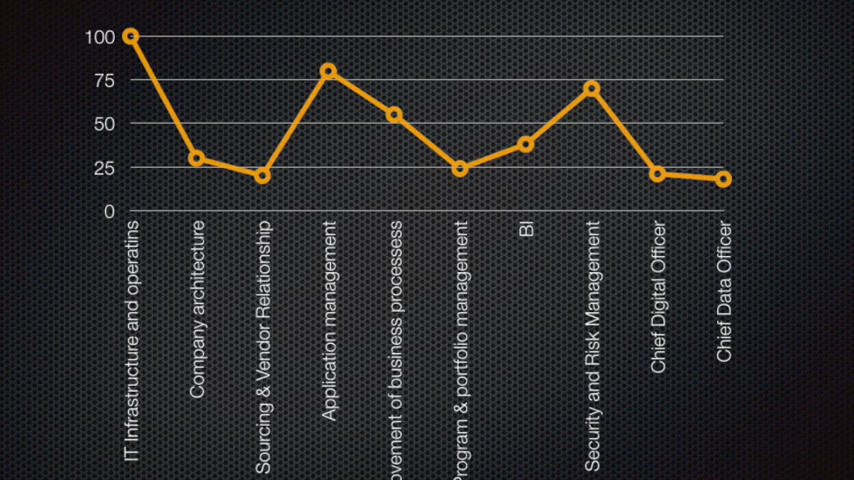 100
75
50
25
0
IT Infrastructure and operatins
Company architecture
Sourcing & Vendor Relationship
Application management
of business processess
Program & portfolio management
BI
Security and Risk Management
Chief Digital Officer
Chief Data Officer